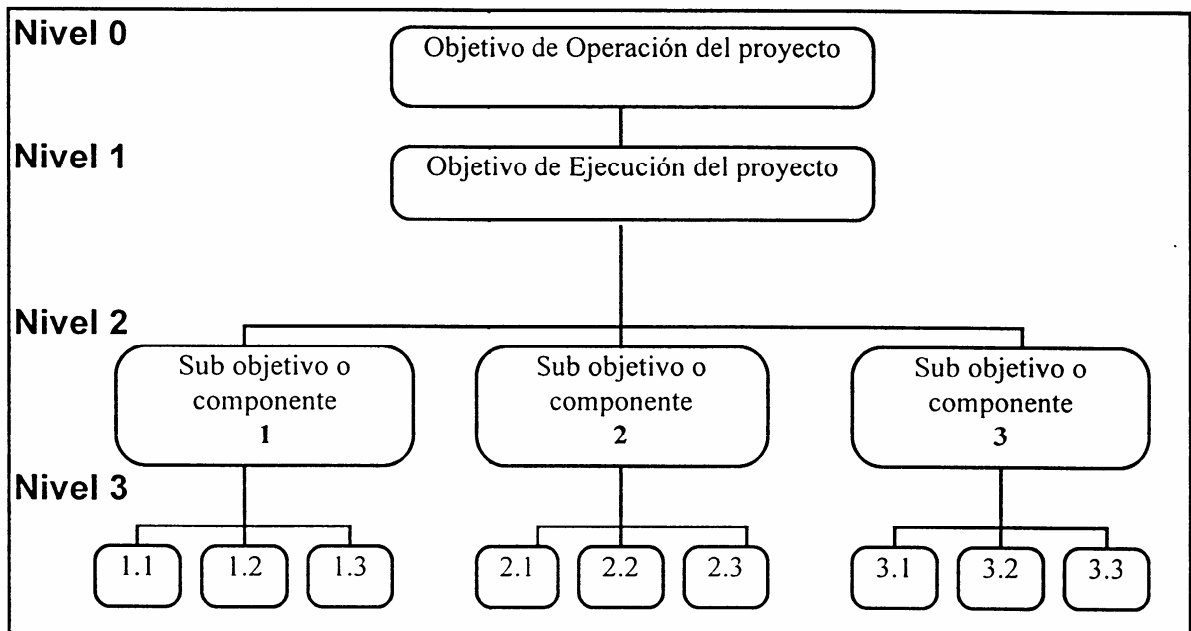 Nivel 0
Objetivo de Operación del proyecto
Nivel 1
Objetivo de Ejecución del proyecto
Nivel 2
Sub objetivo o
componente
1
Sub objetivo o
componente
2
Sub objetivo o
componente
3
Nivel 3
1.1
1.2
1.3
2.1
2.2
2.3
3.1
3.2
3.3